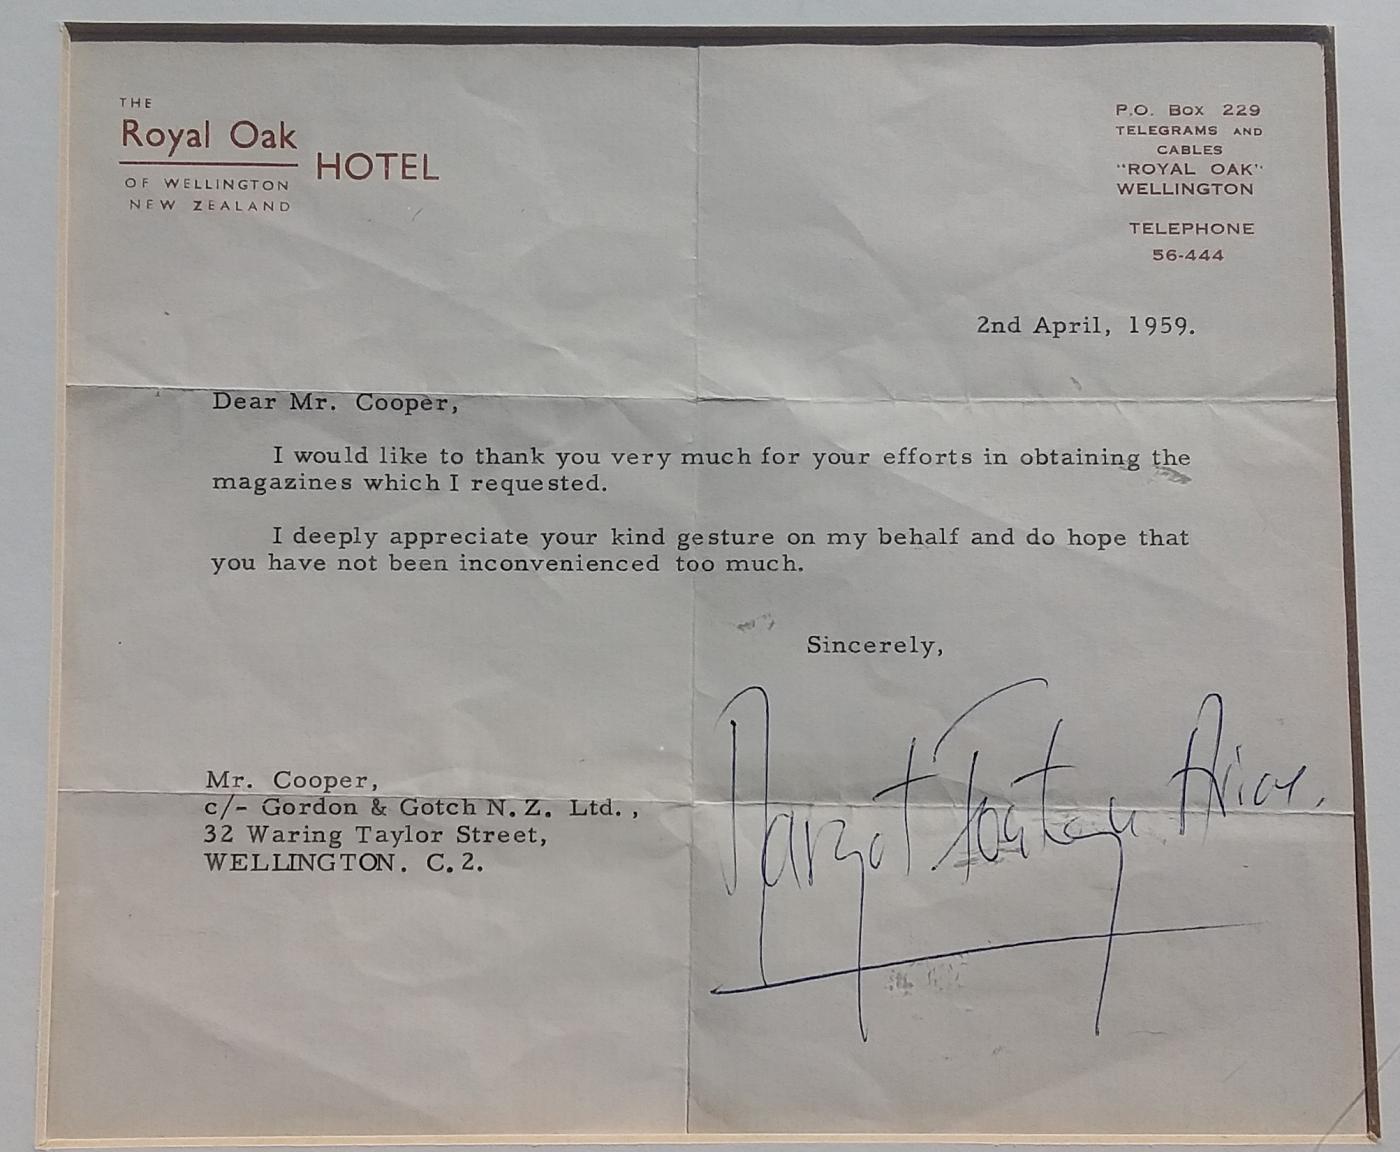 THE
Royal Oak
HOTEL
OF WELLINGTON
NEW ZEALAND
P.O. Box 229
TELEGRAMS AND
CABLES
"ROYAL OAK"
WELLINGTON
TELEPHONE
56-444
2nd April, 1959.
Dear Mr. Cooper,
I would like to thank you very much for your efforts in obtaining the
magazines which I requested.
I deeply appreciate your kind gesture on my behalf and do hope that
you have not been inconvenienced too much.
Sincerely,
Margot Fonteyn Arias.
Mr. Cooper,
c/- Gordon & Gotch N.Z. Ltd.,
32 Waring Taylor Street,
WELLINGTON. C.2.